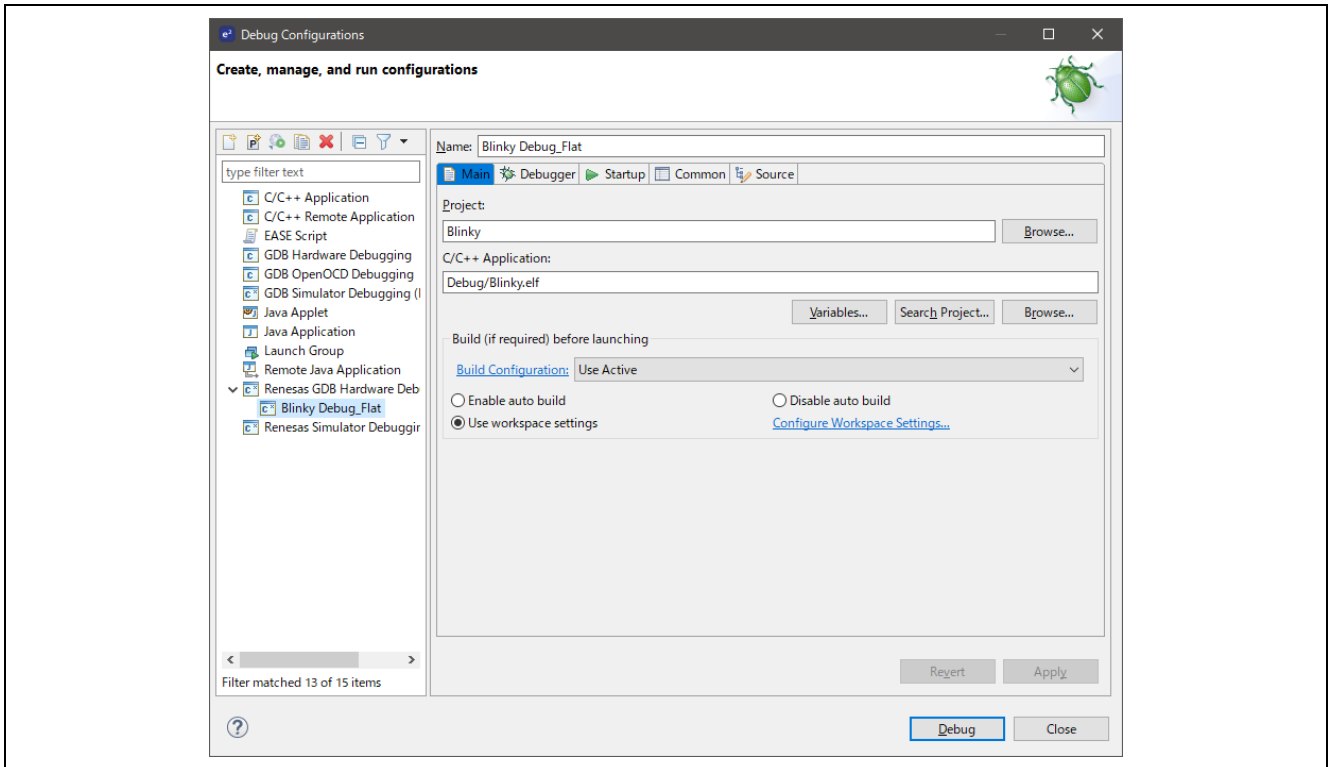 e² Debug Configurations
Create, manage, and run configurations
type filter text
C/C++ Application
C/C++ Remote Application
EASE Script
GDB Hardware Debugging
GDB OpenOCD Debugging
GDB Simulator Debugging (
Java Applet
Java Application
Launch Group
Remote Java Application
Renesas GDB Hardware Deb
Blinky Debug_Flat
Renesas Simulator Debuggin
Filter matched 13 of 15 items
Name: Blinky Debug_Flat
Main Debugger Startup Common Source
Project:
Blinky Browse...
C/C++ Application:
Debug/Blinky.elf
Variables... Search Project... Browse...
Build (if required) before launching
Build Configuration: Use Active
Enable auto build Disable auto build
Use workspace settings Configure Workspace Settings...
Revert Apply
Debug Close